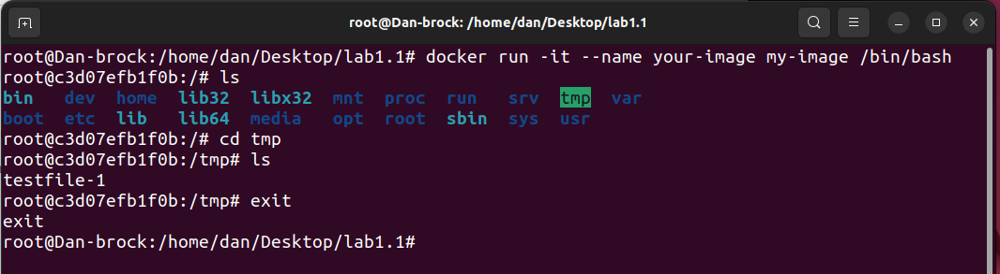 root@Dan-brock: /home/dan/Desktop/lab1.1
root@Dan-brock:/home/dan/Desktop/lab1.1# docker run -it --name your-image my-image /bin/bash
root@c3d07efb1f0b:/# ls
bin   dev  home  lib32  libx32  mnt  proc  run   srv  tmp  var
boot  etc  lib   lib64  media   opt  root  sbin  sys  usr
root@c3d07efb1f0b:/# cd tmp
root@c3d07efb1f0b:/tmp# ls
testfile-1
root@c3d07efb1f0b:/tmp# exit
exit
root@Dan-brock:/home/dan/Desktop/lab1.1#